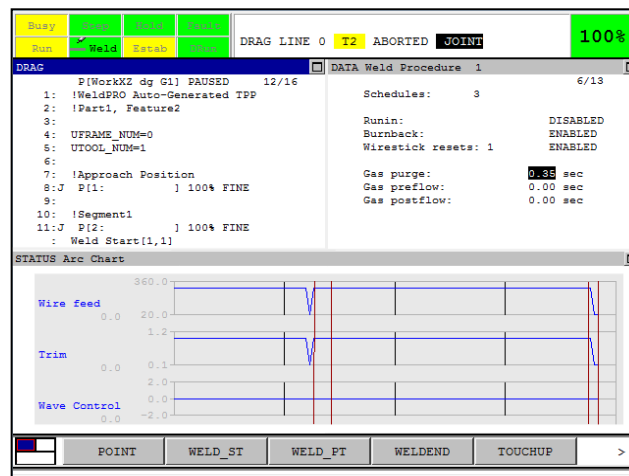 Busy Step Hold Fault
Run Weld Estab JRun
DRAG LINE 0 T2 ABORTED JOINT
100%
DRAG
P[WorkXZ dg G1] PAUSED 12/16
1: !WeldPRO Auto-Generated TPP
2: !Part1, Feature2
3:
4: UFRAME_NUM=0
5: UTOOL_NUM=1
6:
7: !Approach Position
8:J P[1: ] 100% FINE
9:
10: !Segment1
11:J P[2: ] 100% FINE
: Weld Start[1,1]
DATA Weld Procedure 1
6/13
Schedules: 3
Runin: DISABLED
Burnback: ENABLED
Wirestick resets: 1 ENABLED
Gas purge: 0.35 sec
Gas preflow: 0.00 sec
Gas postflow: 0.00 sec
STATUS Arc Chart
360.0
Wire feed
0.0 20.0
1.2
Trim
0.0 0.1
2.0
0.0
Wave Control
-2.0
0.0
POINT WELD_ST WELD_PT WELDEND TOUCHUP >